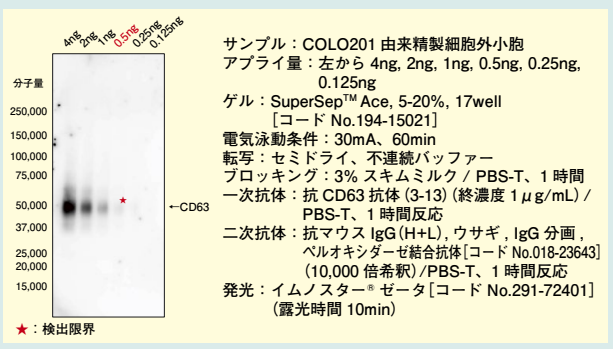 4ng 2ng 1ng 0.5ng 0.25ng 0.125ng
分子量
250,000
150,000
100,000
75,000
50,000
37,000
25,000
20,000
15,000
←CD63
★：検出限界
サンプル：COLO201 由来精製細胞外小胞
アプライ量：左から 4ng, 2ng, 1ng, 0.5ng, 0.25ng,
0.125ng
ゲル：SuperSep™ Ace, 5-20%, 17well
［コード No.194-15021］
電気泳動条件：30mA、60min
転写：セミドライ、不連続バッファー
ブロッキング：3% スキムミルク / PBS-T、1 時間
一次抗体：抗 CD63 抗体（3-13）（終濃度 1 μg/mL）/
PBS-T、1 時間反応
二次抗体：抗マウス IgG（H+L）, ウサギ , IgG 分画 ,
ペルオキシダーゼ結合抗体［コード No.018-23643］
（10,000 倍希釈）/PBS-T、1 時間反応
発光：イムノスター® ゼータ［コード No.291-72401］
（露光時間 10min）